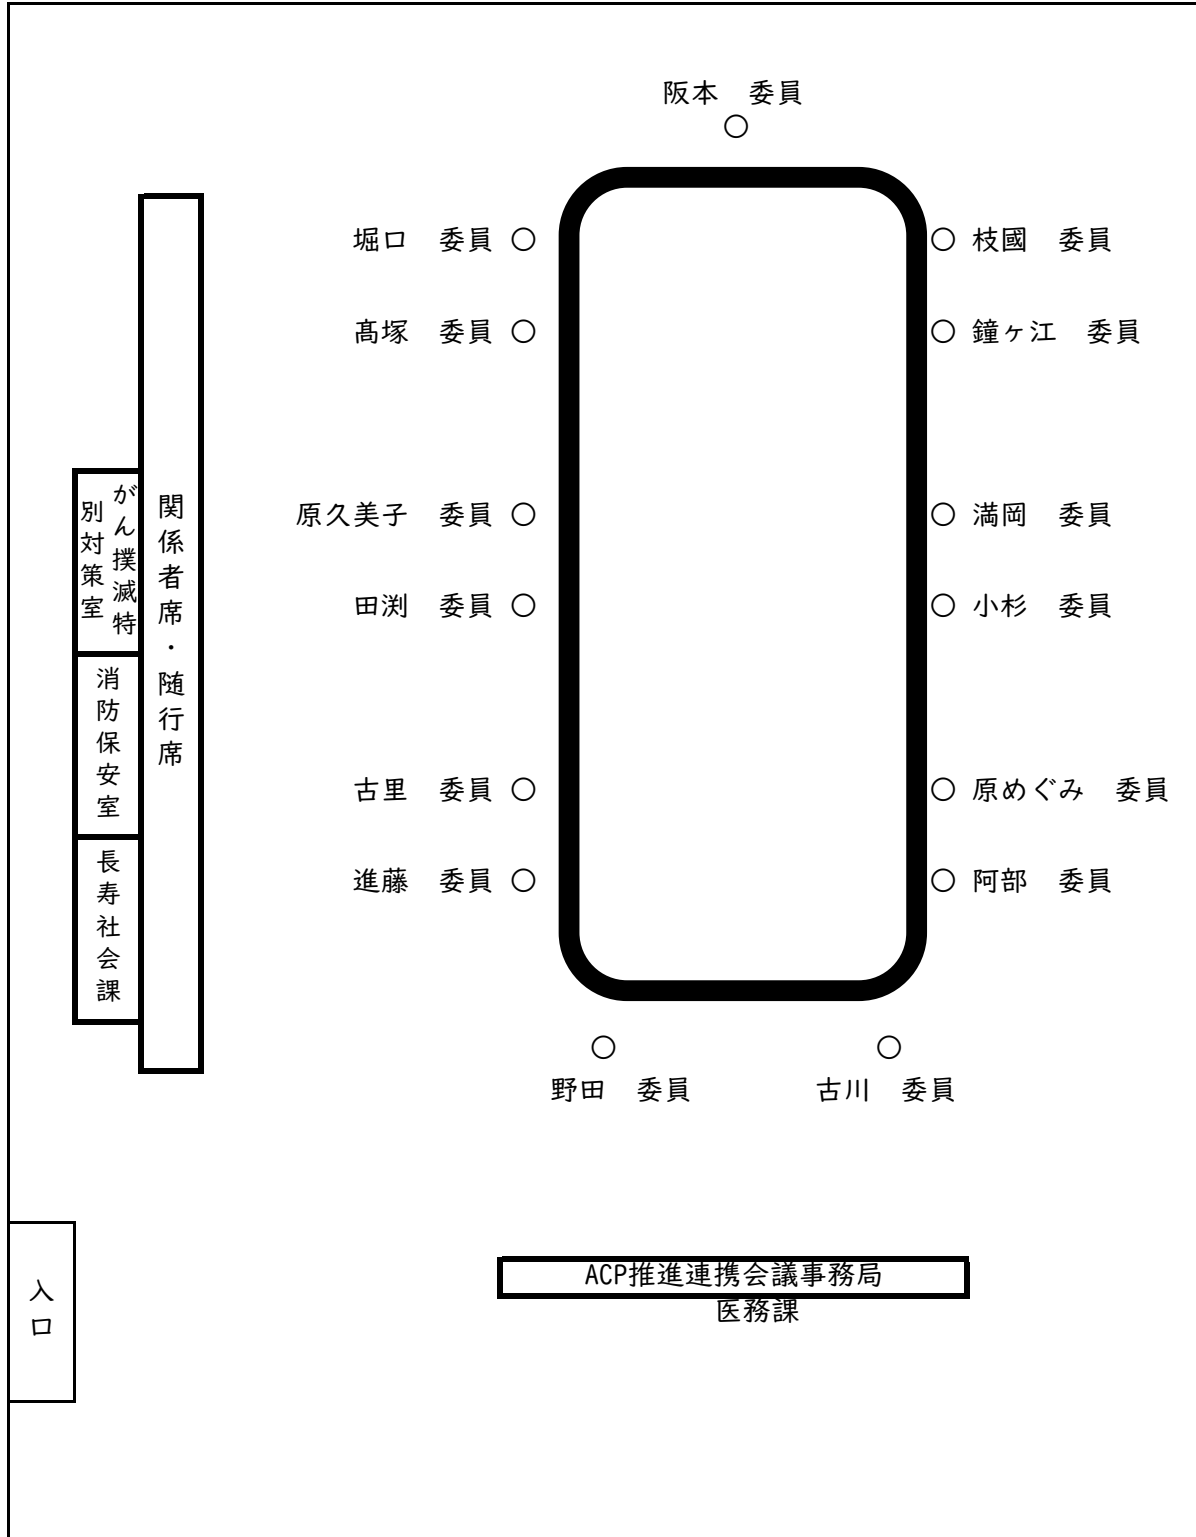 阪本　委員
○
堀口　委員 ○
○ 枝國　委員
髙塚　委員 ○
○ 鐘ヶ江　委員
原久美子　委員 ○
○ 満岡　委員
田渕　委員 ○
○ 小杉　委員
古里　委員 ○
○ 原めぐみ　委員
進藤　委員 ○
○ 阿部　委員
○
野田　委員
○
古川　委員
関係者席・随行席
がん撲滅特
別対策室
消防保安室
長寿社会課
入口
ACP推進連携会議事務局
医務課